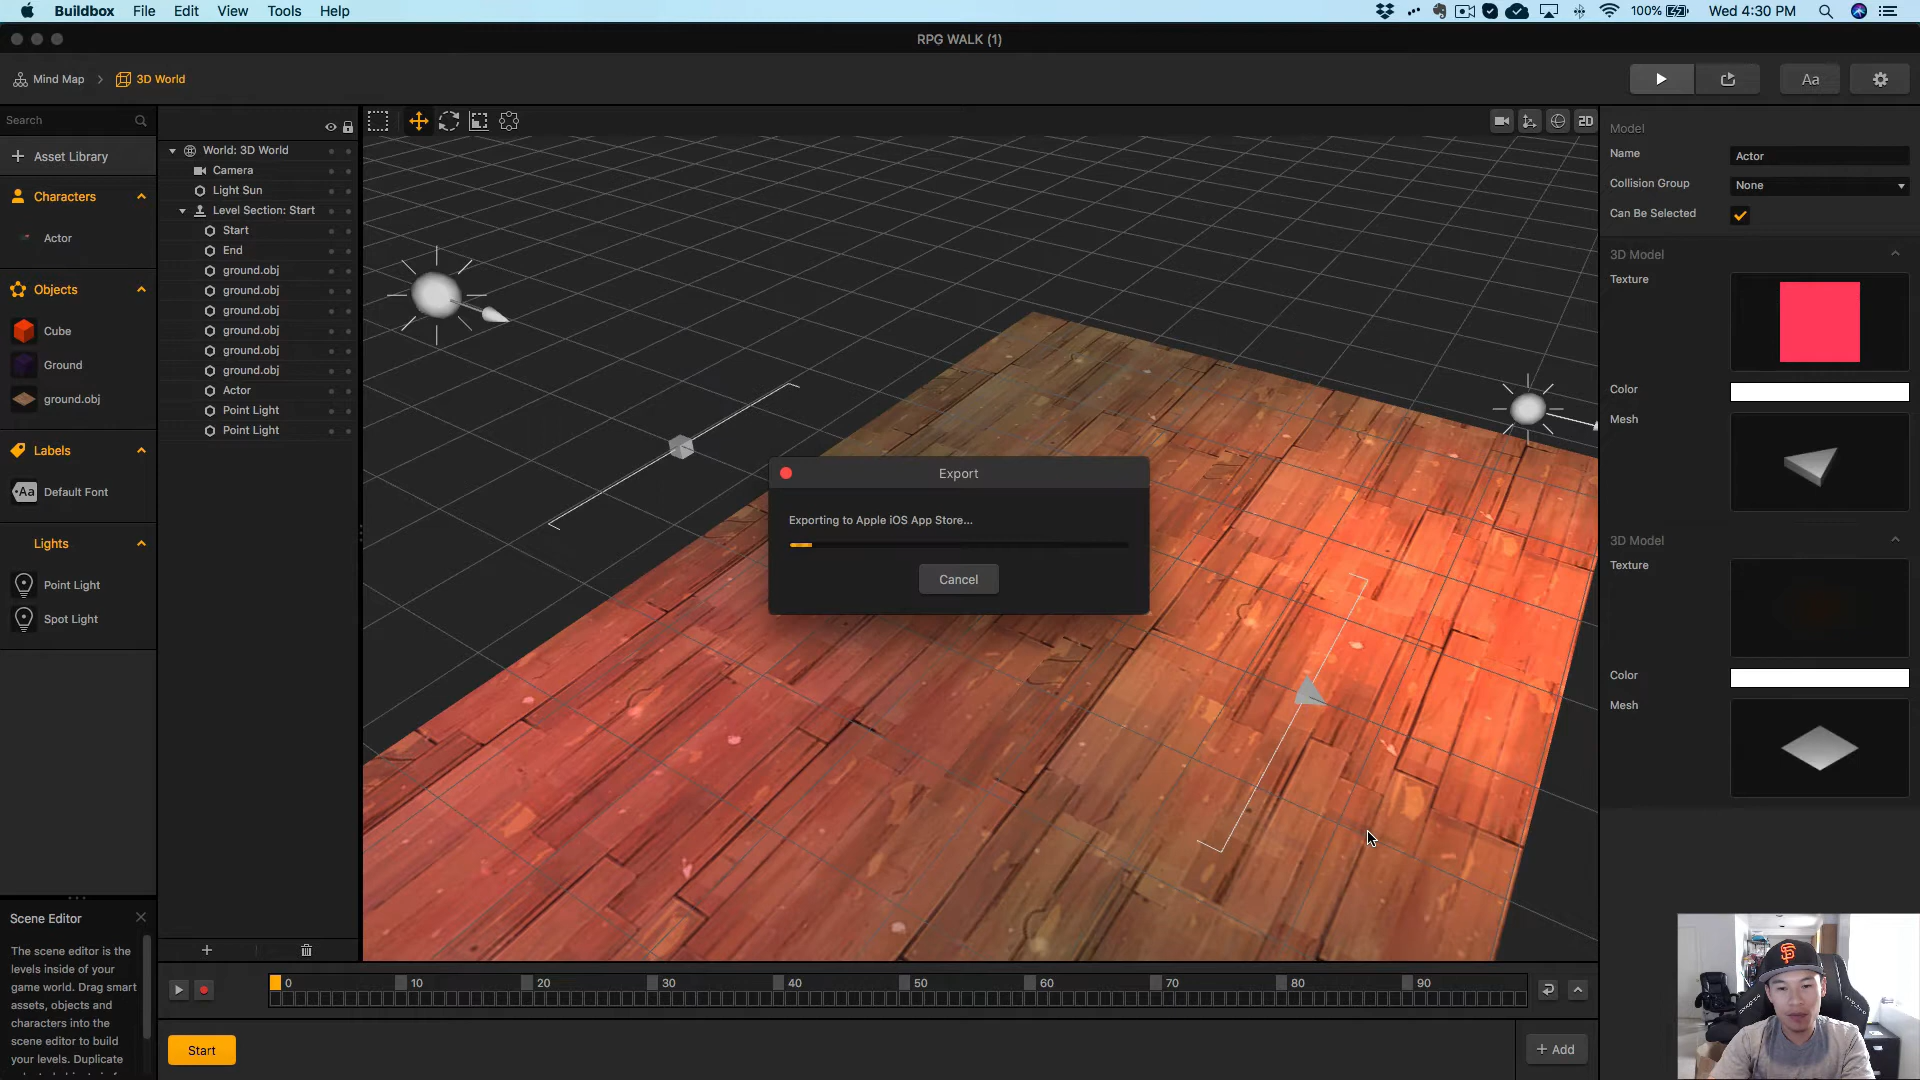 Buildbox File Edit View Tools Help
100% Wed 4:30 PM
RPG WALK (1)
Mind Map > 3D World
Aa
Search
+ Asset Library
Characters
Actor
Objects
Cube
Ground
ground.obj
Labels
Aa Default Font
Lights
Point Light
Spot Light
World: 3D World
Camera
Light Sun
Level Section: Start
Start
End
ground.obj
ground.obj
ground.obj
ground.obj
ground.obj
ground.obj
Actor
Point Light
Point Light
2D
Export
Exporting to Apple iOS App Store...
Cancel
Model
Name Actor
Collision Group None
Can Be Selected
3D Model
Texture
Color
Mesh
3D Model
Texture
Color
Mesh
Scene Editor
The scene editor is the
levels inside of your
game world. Drag smart
assets, objects and
characters into the
scene editor to build
your levels. Duplicate
0 10 20 30 40 50 60 70 80 90
Start
+ Add
SF